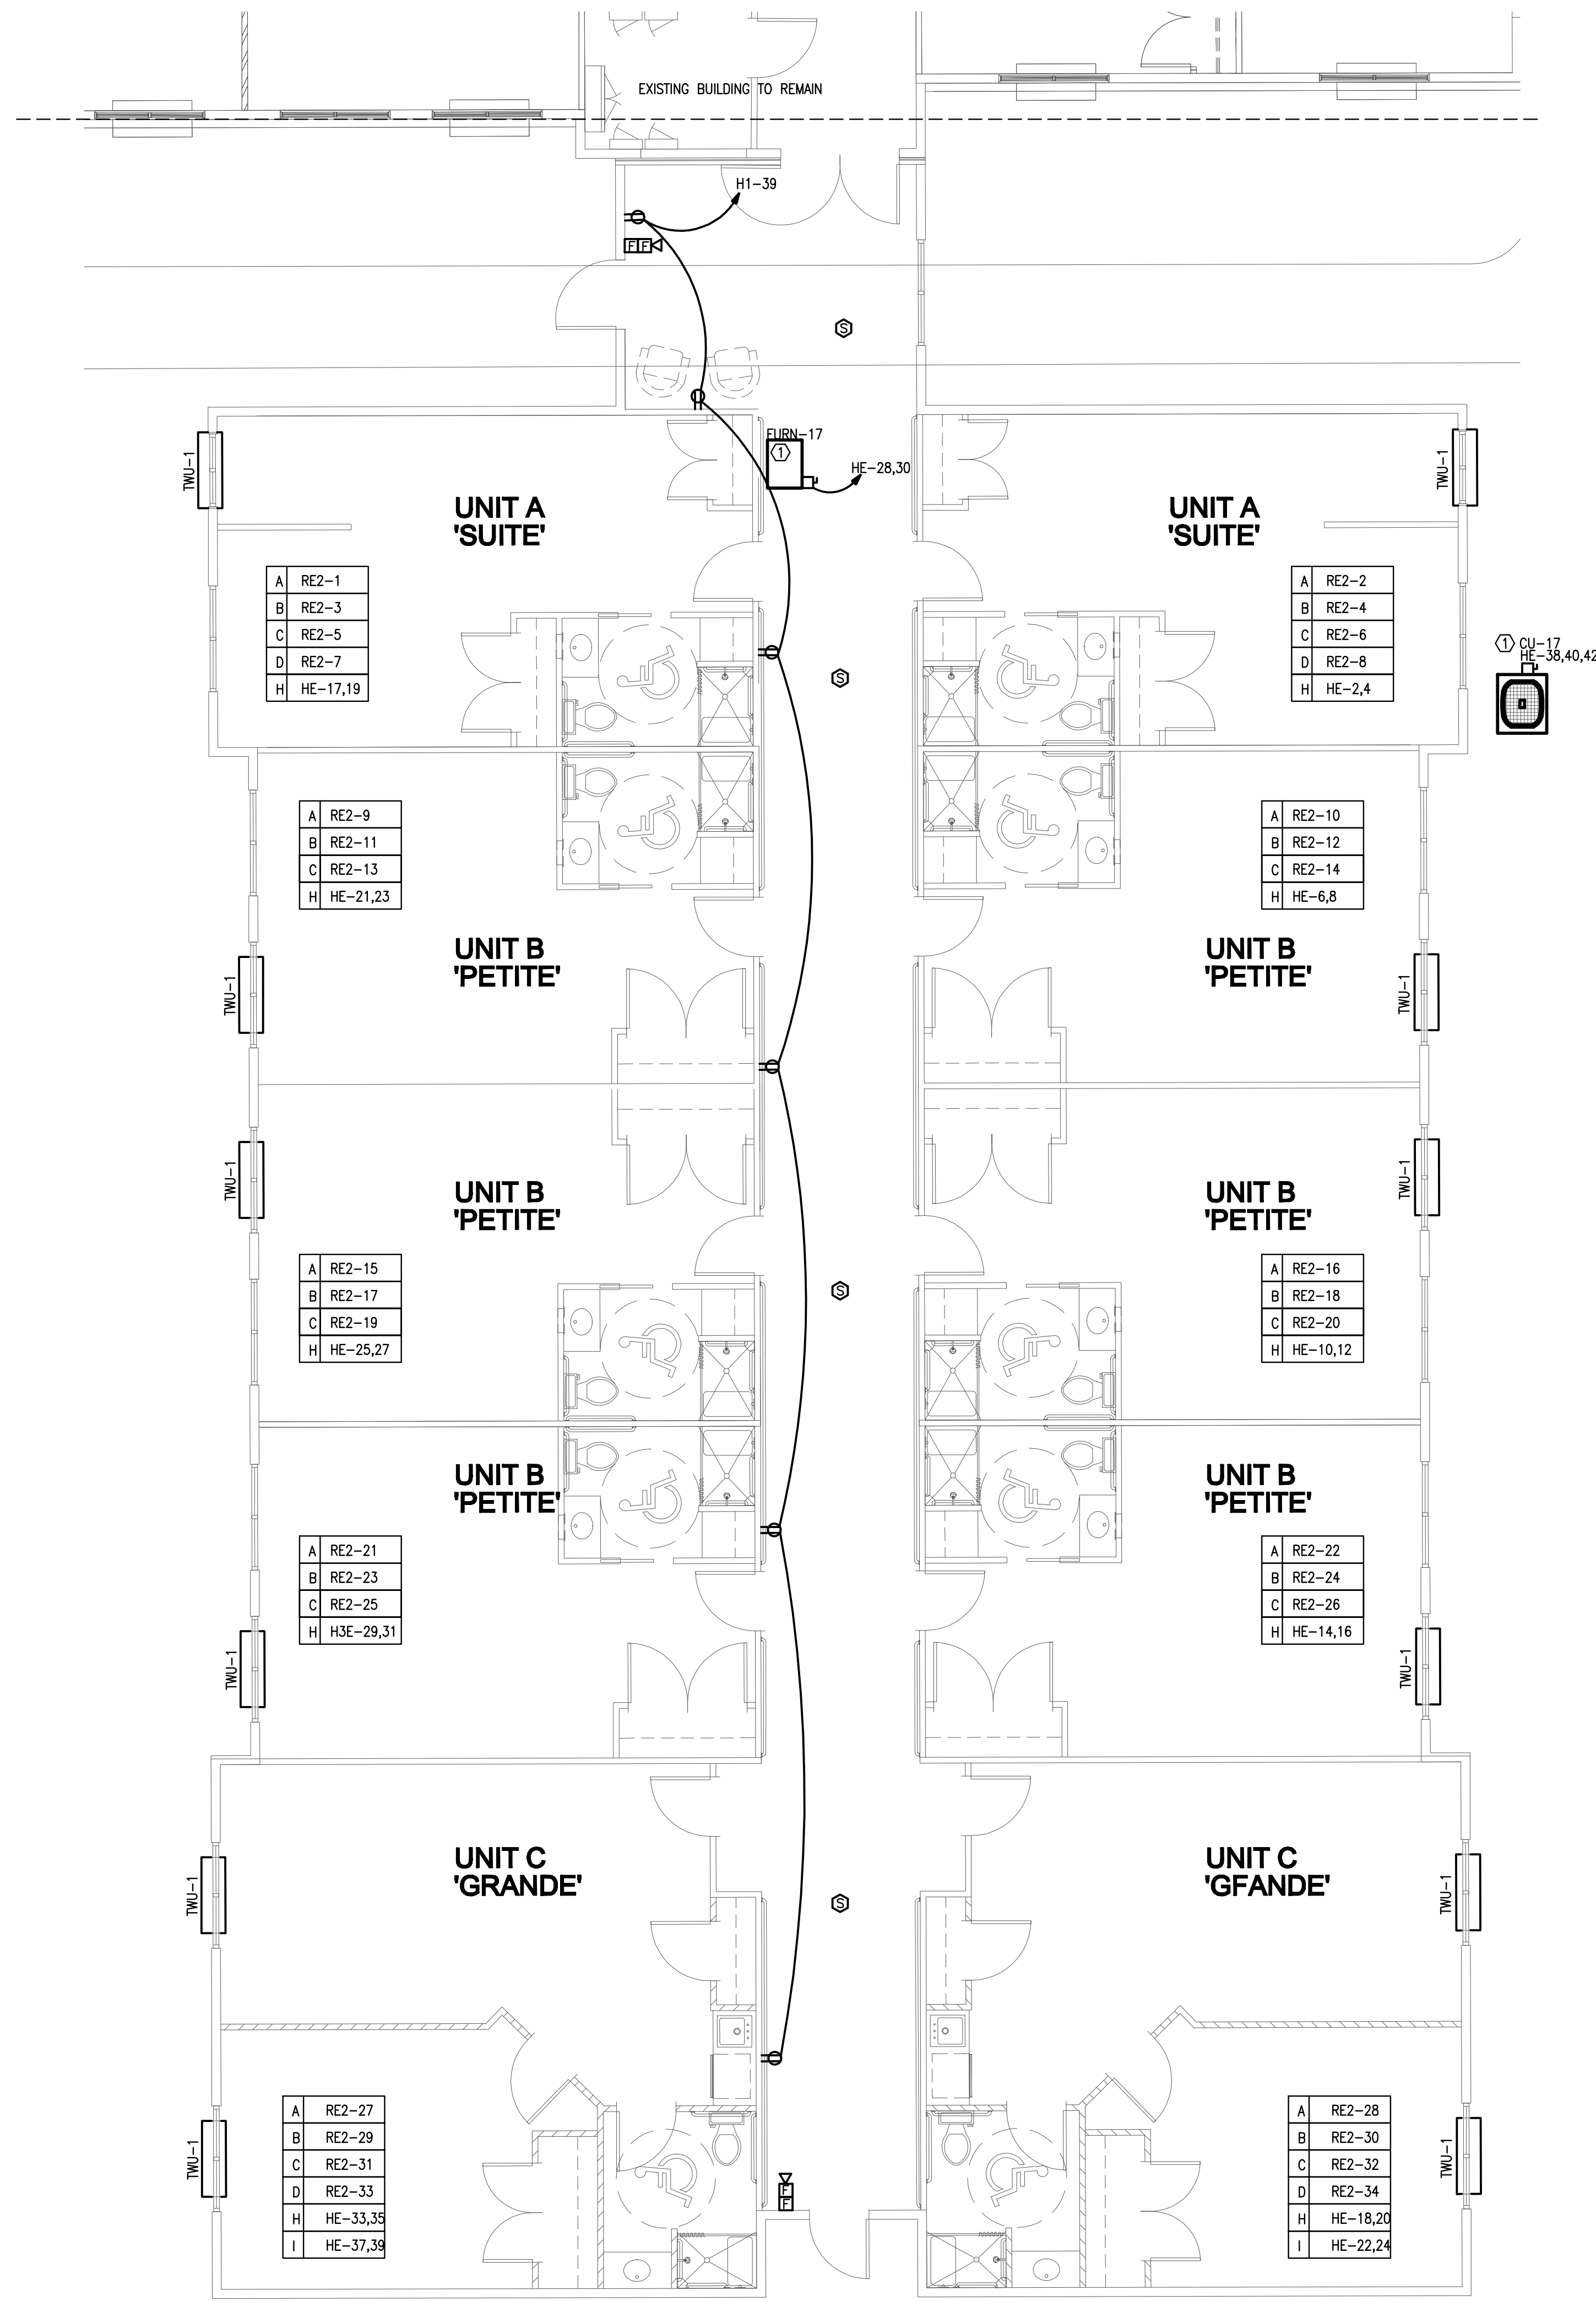 EXISTING BUILDING TO REMAIN
H1-39
F F
S
FURN-17
1
HE-28,30
TWU-1
TWU-1
UNIT A
'SUITE'
UNIT A
'SUITE'
A RE2-1
B RE2-3
C RE2-5
D RE2-7
H HE-17,19
A RE2-2
B RE2-4
C RE2-6
D RE2-8
H HE-2,4
1 CU-17
HE-38,40,42
S
A RE2-9
B RE2-11
C RE2-13
H HE-21,23
A RE2-10
B RE2-12
C RE2-14
H HE-6,8
UNIT B
'PETITE'
UNIT B
'PETITE'
TWU-1
TWU-1
TWU-1
TWU-1
UNIT B
'PETITE'
UNIT B
'PETITE'
S
A RE2-15
B RE2-17
C RE2-19
H HE-25,27
A RE2-16
B RE2-18
C RE2-20
H HE-10,12
UNIT B
'PETITE'
UNIT B
'PETITE'
A RE2-21
B RE2-23
C RE2-25
H H3E-29,31
A RE2-22
B RE2-24
C RE2-26
H HE-14,16
TWU-1
TWU-1
UNIT C
'GRANDE'
UNIT C
'GFANDE'
TWU-1
TWU-1
S
A RE2-27
B RE2-29
C RE2-31
D RE2-33
H HE-33,35
I HE-37,39
A RE2-28
B RE2-30
C RE2-32
D RE2-34
H HE-18,20
I HE-22,24
TWU-1
TWU-1
F
F